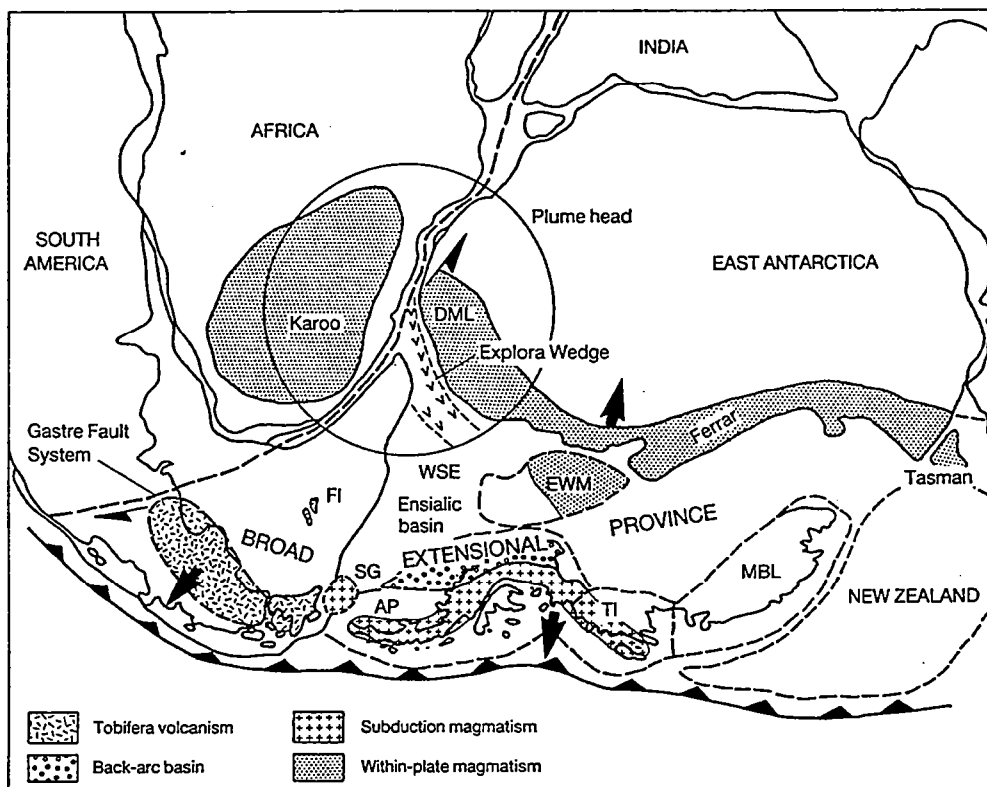 INDIA
AFRICA
Plume head
SOUTH
AMERICA
EAST ANTARCTICA
DML
Karoo
Explora Wedge
Ferrar
Gastre Fault
System
WSE
EWM
Tasman
FI
Ensialic
basin
PROVINCE
BROAD
EXTENSIONAL
SG
MBL
AP
TI
NEW ZEALAND
Tobifera volcanism
Subduction magmatism
Back-arc basin
Within-plate magmatism